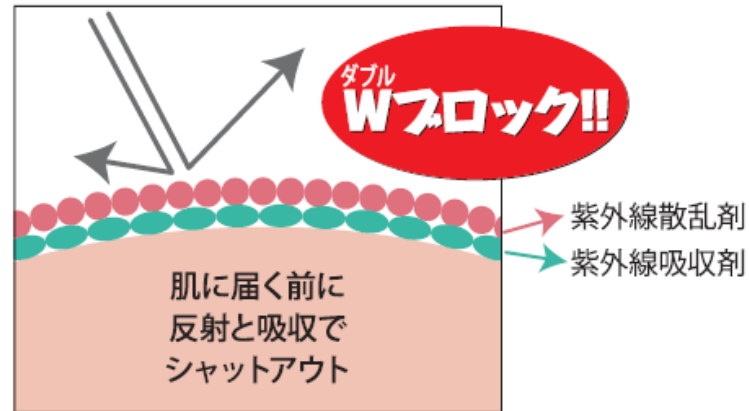 ダブル
Wブロック!!
紫外線散乱剤
紫外線吸収剤
肌に届く前に
反射と吸収で
シャットアウト